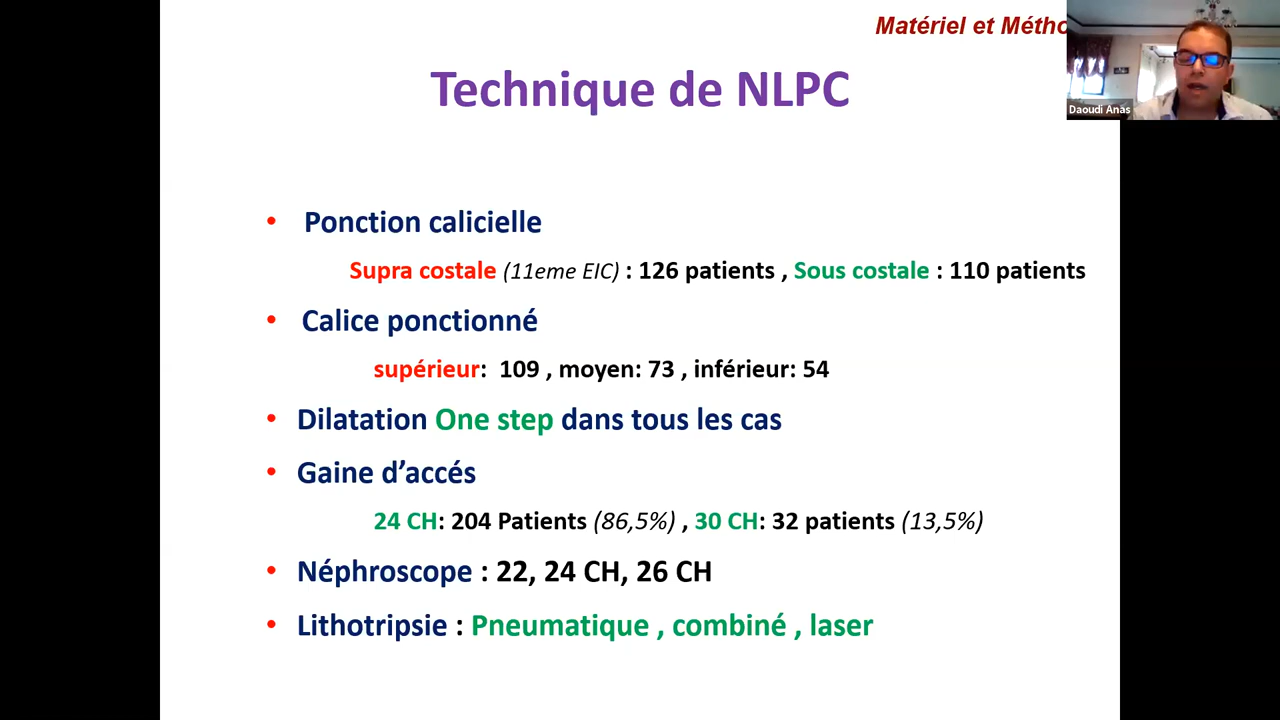 Matériel et Métho
Technique de NLPC
Daoudi Anas
• Ponction calicielle
Supra costale (11eme EIC) : 126 patients , Sous costale : 110 patients
• Calice ponctionné
supérieur: 109 , moyen: 73 , inférieur: 54
• Dilatation One step dans tous les cas
• Gaine d’accés
24 CH: 204 Patients (86,5%) , 30 CH: 32 patients (13,5%)
• Néphroscope : 22, 24 CH, 26 CH
• Lithotripsie : Pneumatique , combiné , laser